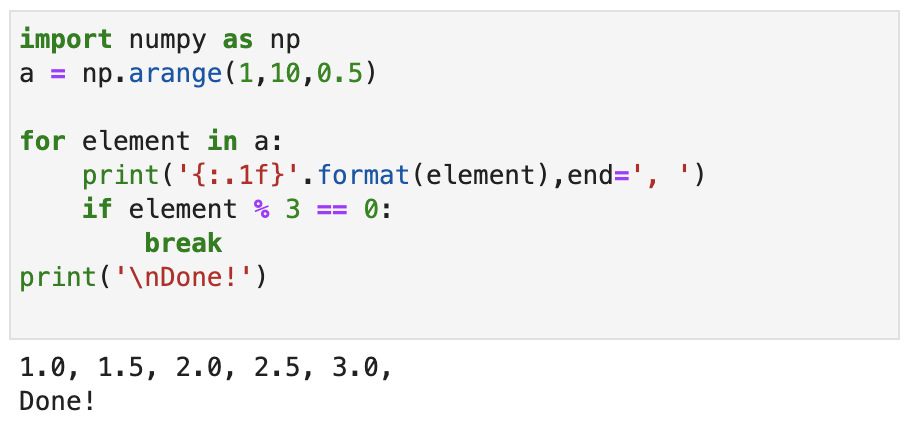 import numpy as np
a = np.arange(1,10,0.5)
for element in a:
    print('{:.1f}'.format(element),end=', ')
    if element % 3 == 0:
        break
print('\nDone!')
1.0, 1.5, 2.0, 2.5, 3.0,
Done!